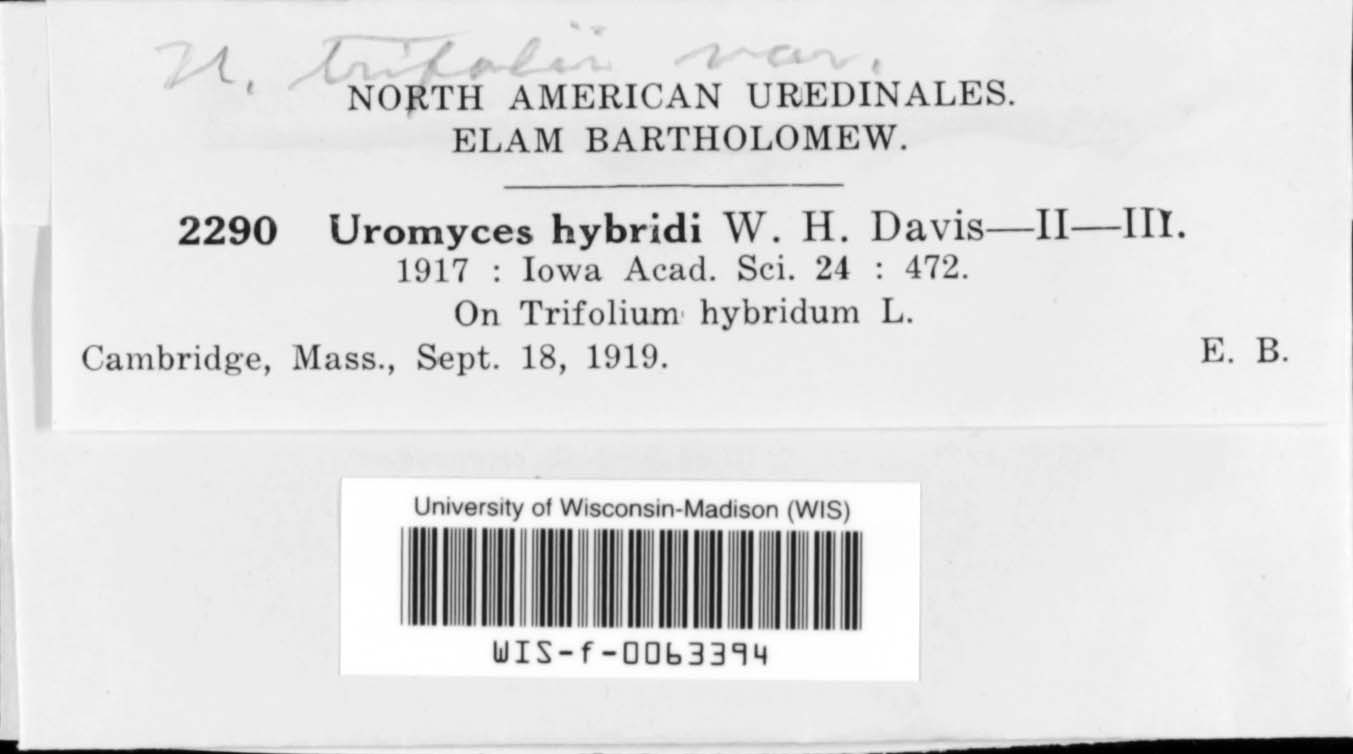 U. trifolii var.
NORTH AMERICAN UREDINALES.
ELAM BARTHOLOMEW.
2290 Uromyces hybridi W. H. Davis—II—III.
1917 : Iowa Acad. Sci. 24 : 472.
On Trifolium hybridum L.
Cambridge, Mass., Sept. 18, 1919. E. B.
University of Wisconsin-Madison (WIS)
WIS-f-0063394